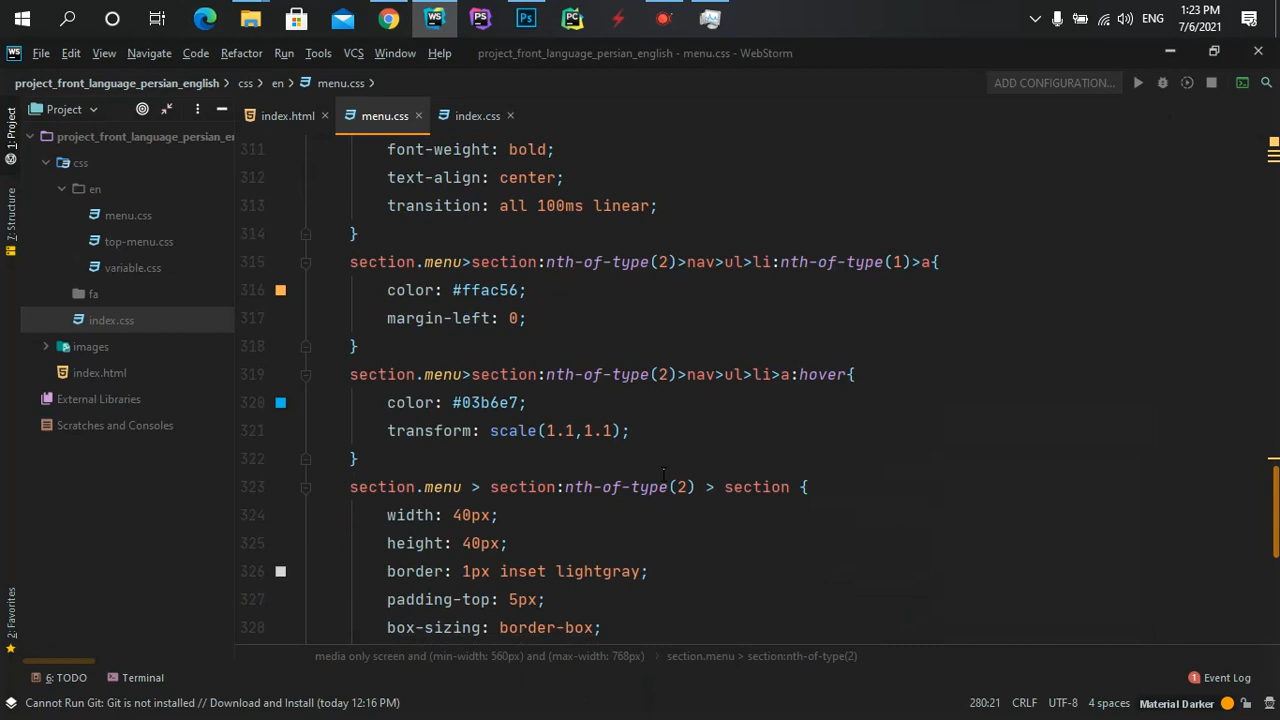 ENG
1:23 PM
7/6/2021
File Edit View Navigate Code Refactor Run Tools VCS Window Help project_front_language_persian_english - menu.css - WebStorm
project_front_language_persian_english css en menu.css ADD CONFIGURATION...
Project index.html menu.css index.css
1: Project
7: Structure
2: Favorites
project_front_language_persian_er
css
en
menu.css
top-menu.css
variable.css
fa
index.css
images
index.html
External Libraries
Scratches and Consoles
311 font-weight: bold;
312 text-align: center;
313 transition: all 100ms linear;
314 }
315 section.menu>section:nth-of-type(2)>nav>ul>li:nth-of-type(1)>a{
316 color: #ffac56;
317 margin-left: 0;
318 }
319 section.menu>section:nth-of-type(2)>nav>ul>li>a:hover{
320 color: #03b6e7;
321 transform: scale(1.1,1.1);
322 }
323 section.menu > section:nth-of-type(2) > section {
324 width: 40px;
325 height: 40px;
326 border: 1px inset lightgray;
327 padding-top: 5px;
328 box-sizing: border-box;
media only screen and (min-width: 560px) and (max-width: 768px) section.menu > section:nth-of-type(2)
6: TODO Terminal 1 Event Log
Cannot Run Git: Git is not installed // Download and Install (today 12:16 PM) 280:21 CRLF UTF-8 4 spaces Material Darker